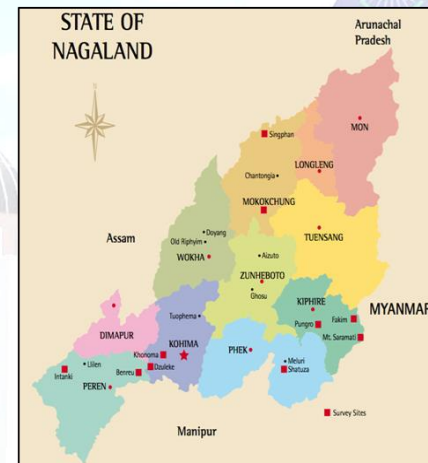 STATE OF
NAGALAND
Arunachal
Pradesh
MON
Singphan
LONGLENG
Chantongia
MOKOKCHUNG
TUENSANG
Assam
Doyang
Old Riphyim
WOKHA
Aizuto
ZUNHEBOTO
Ghosu
KIPHIRE
MYANMAR
Fakim
Pungro
Mt. Saramati
Tuophema
DIMAPUR
KOHIMA
Khonoma
PHEK
Meluri
Shatuza
Dzuleke
Benreu
Lilen
Intanki
PEREN
Survey Sites
Manipur